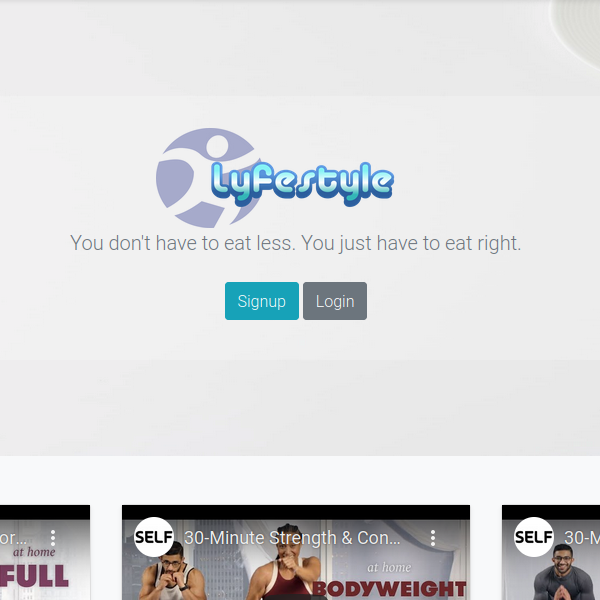 Lyfestyle
You don't have to eat less. You just have to eat right.
Signup Login
or...
at home
FULL
SELF 30-Minute Strength & Con...
at home
BODYWEIGHT
SELF 30-M